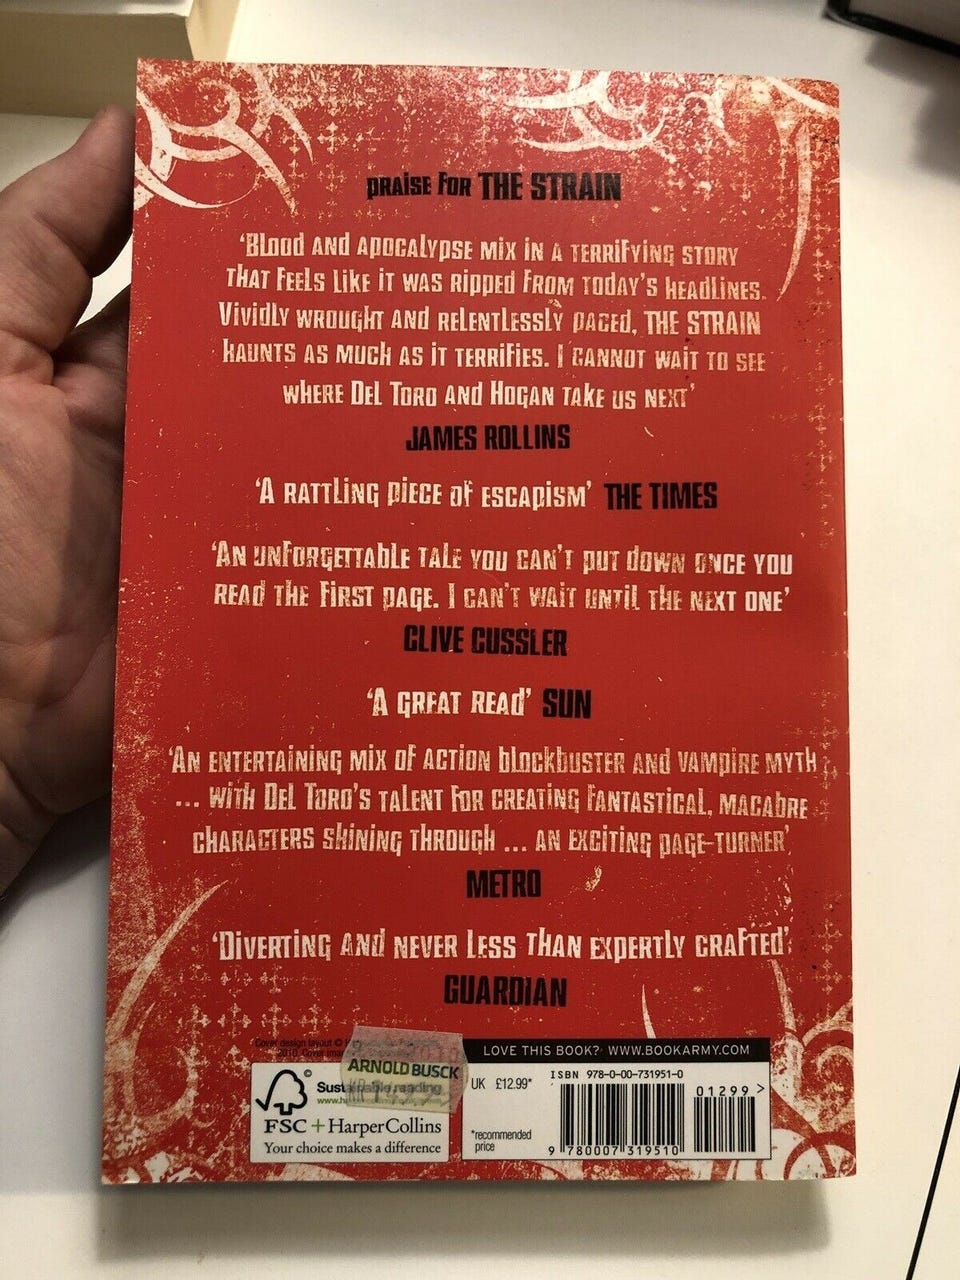 PRAISE FOR THE STRAIN
'BLOOD AND APOCALYPSE MIX IN A TERRIFYING STORY
THAT FEELS LIKE IT WAS RIPPED FROM TODAY'S HEADLINES.
VIVIDLY WROUGHT AND RELENTLESSLY PACED, THE STRAIN
HAUNTS AS MUCH AS IT TERRIFIES. I CANNOT WAIT TO SEE
WHERE DEL TORO AND HOGAN TAKE US NEXT'
JAMES ROLLINS
'A RATTLING PIECE OF ESCAPISM' THE TIMES
'AN UNFORGETTABLE TALE YOU CAN'T PUT DOWN ONCE YOU
READ THE FIRST PAGE. I CAN'T WAIT UNTIL THE NEXT ONE'
CLIVE CUSSLER
'A GREAT READ' SUN
'AN ENTERTAINING MIX OF ACTION BLOCKBUSTER AND VAMPIRE MYTH
... WITH DEL TORO'S TALENT FOR CREATING FANTASTICAL, MACABRE
CHARACTERS SHINING THROUGH ... AN EXCITING PAGE-TURNER'
METRO
'DIVERTING AND NEVER LESS THAN EXPERTLY CRAFTED'
GUARDIAN
Cover design layout ©
2010. Cover
ARNOLD BUSCK
Sustainable reading
FSC + HarperCollins
Your choice makes a difference
LOVE THIS BOOK? WWW.BOOKARMY.COM
UK £12.99*
*recommended
price
ISBN 978-0-00-731951-0
01299 >
9 780007 319510